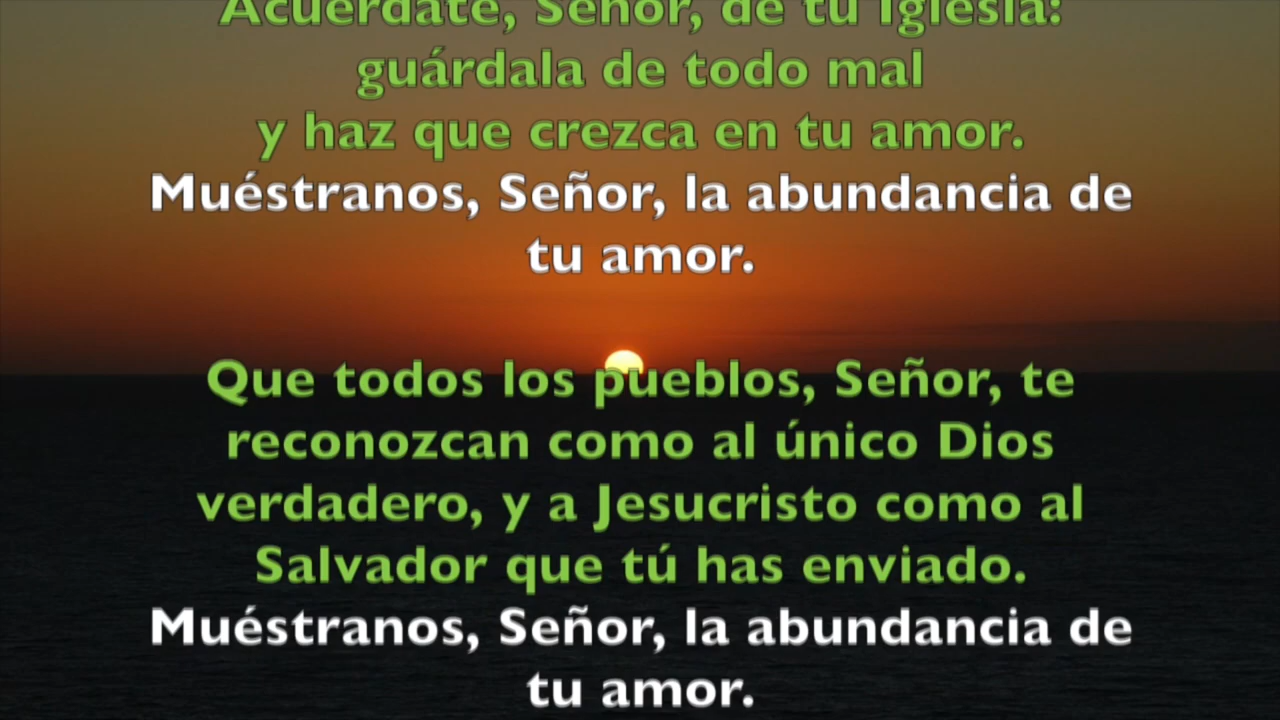 Acuérdate, Señor, de tu Iglesia:
guárdala de todo mal
y haz que crezca en tu amor.
Muéstranos, Señor, la abundancia de
tu amor.
Que todos los pueblos, Señor, te
reconozcan como al único Dios
verdadero, y a Jesucristo como al
Salvador que tú has enviado.
Muéstranos, Señor, la abundancia de
tu amor.